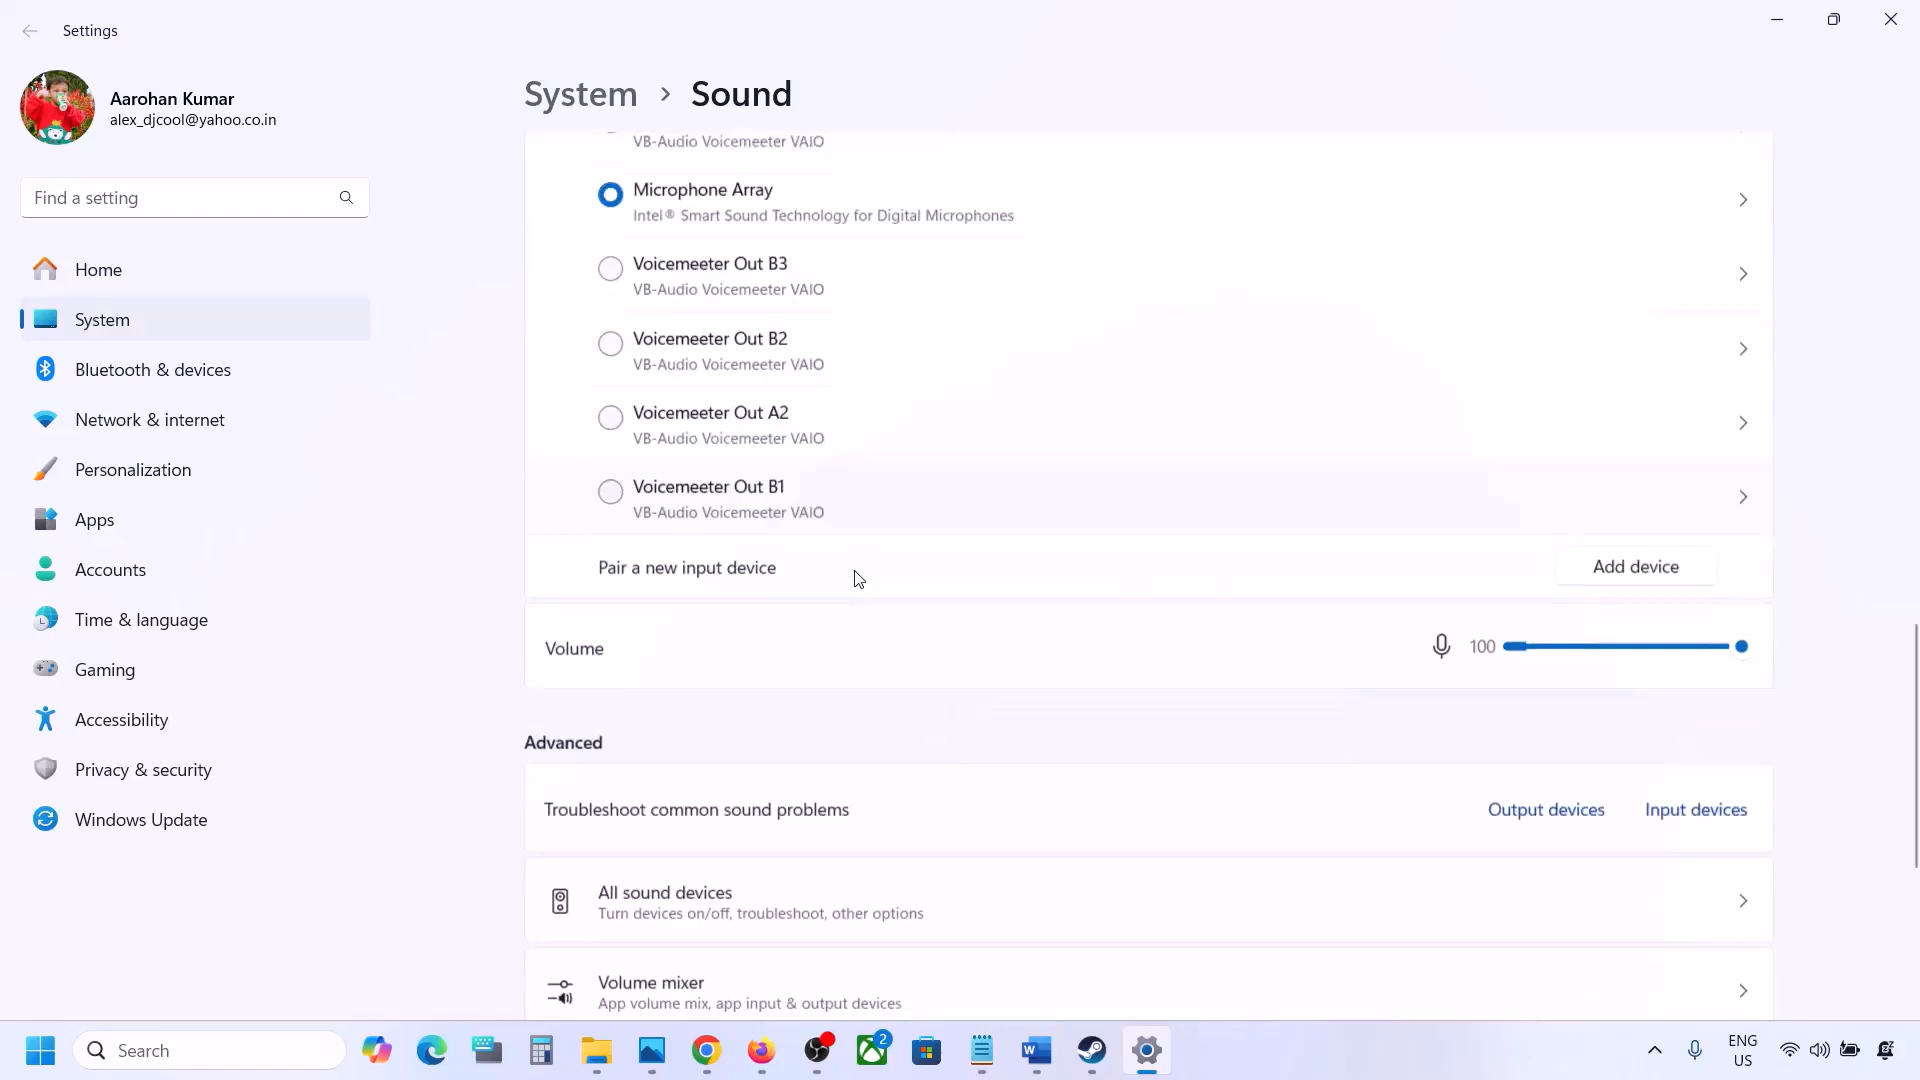 Settings
Aarohan Kumar
alex_djcool@yahoo.co.in
Find a setting
Home
System
Bluetooth & devices
Network & internet
Personalization
Apps
Accounts
Time & language
Gaming
Accessibility
Privacy & security
Windows Update
System > Sound
VB-Audio Voicemeeter VAIO
Microphone Array
Intel® Smart Sound Technology for Digital Microphones
Voicemeeter Out B3
VB-Audio Voicemeeter VAIO
Voicemeeter Out B2
VB-Audio Voicemeeter VAIO
Voicemeeter Out A2
VB-Audio Voicemeeter VAIO
Voicemeeter Out B1
VB-Audio Voicemeeter VAIO
Pair a new input device Add device
Volume 100
Advanced
Troubleshoot common sound problems Output devices Input devices
All sound devices
Turn devices on/off, troubleshoot, other options
Volume mixer
App volume mix, app input & output devices
Search
2
ENG
US